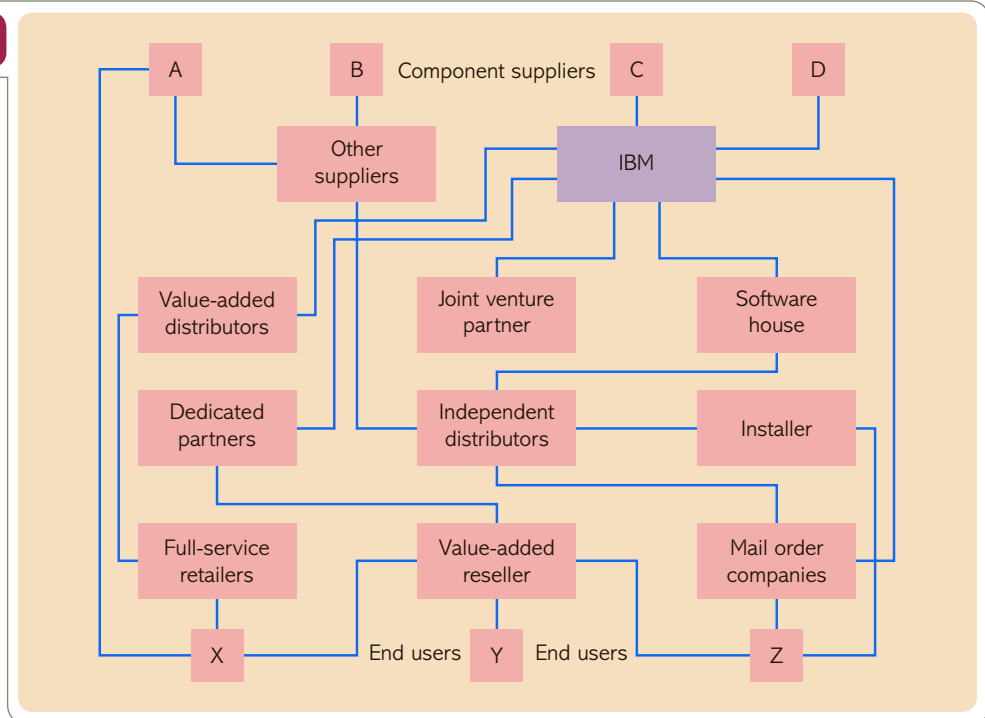 A
B
Component suppliers
C
D
Other
suppliers
IBM
Value-added
distributors
Joint venture
partner
Software
house
Dedicated
partners
Independent
distributors
Installer
Full-service
retailers
Value-added
reseller
Mail order
companies
X
End users
Y
End users
Z